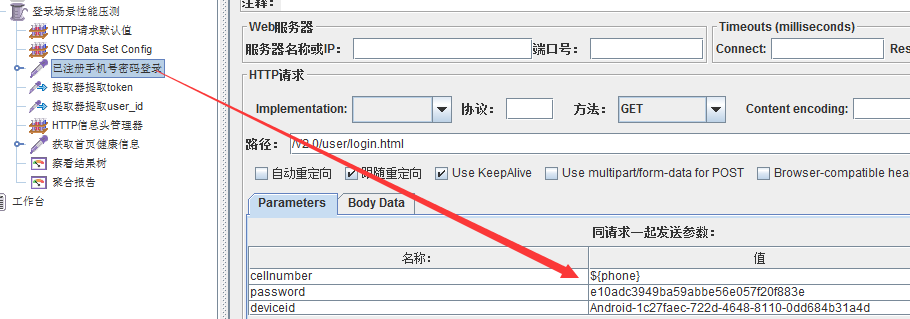 注释:
登录场景性能压测
HTTP请求默认值
CSV Data Set Config
已注册手机号密码登录
提取器提取token
提取器提取user_id
HTTP信息头管理器
获取首页健康信息
察看结果树
聚合报告
工作台
Web服务器
服务器名称或IP: 端口号:
Timeouts (milliseconds)
Connect: Res
HTTP请求
Implementation: 协议: 方法: GET Content encoding:
路径: /v2.0/user/login.html
自动重定向 跟随重定向 Use KeepAlive Use multipart/form-data for POST Browser-compatible hea
Parameters Body Data
同请求一起发送参数:
名称: 值
cellnumber ${phone}
password e10adc3949ba59abbe56e057f20f883e
deviceid Android-1c27faec-722d-4648-8110-0dd684b31a4d